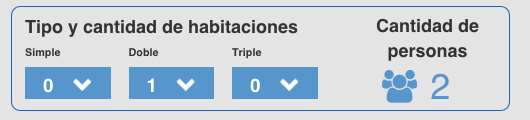 Tipo y cantidad de habitaciones
Simple
Doble
Triple
0
1
0
Cantidad de
personas
2